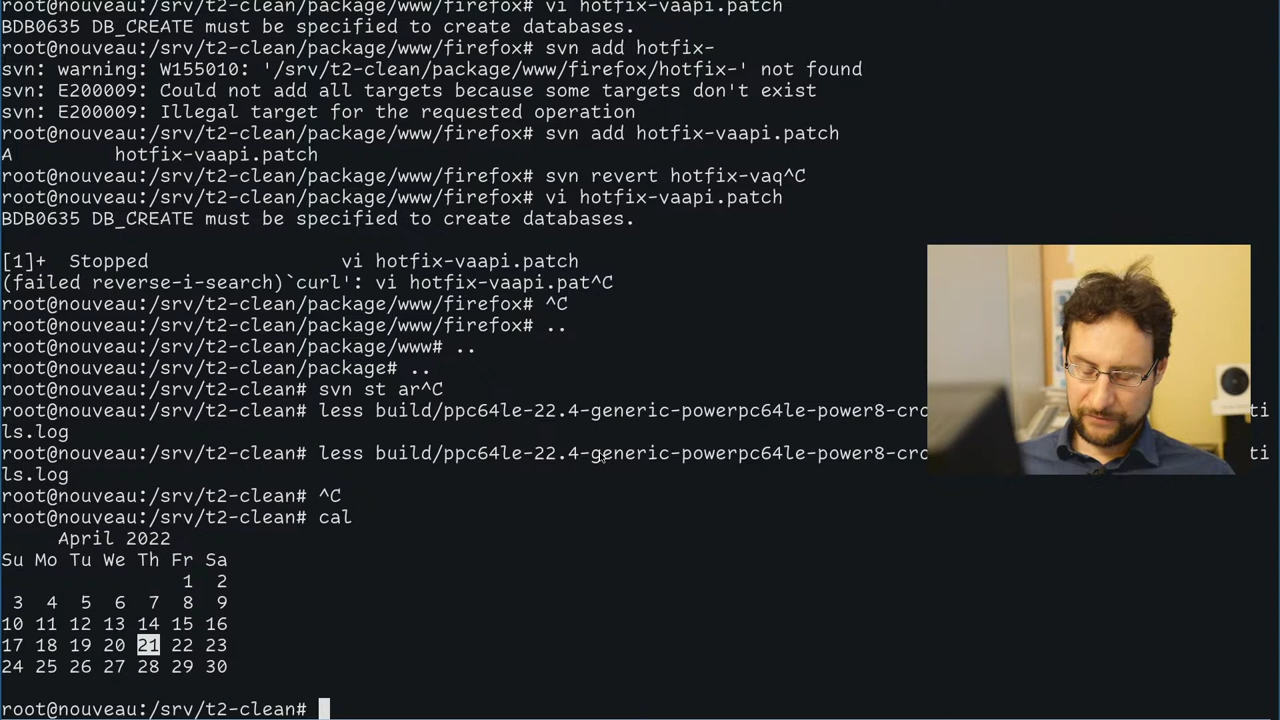 root@nouveau:/srv/t2-clean/package/www/firefox# vi hotfix-vaapi.patch
BDB0635 DB_CREATE must be specified to create databases.
root@nouveau:/srv/t2-clean/package/www/firefox# svn add hotfix-
svn: warning: W155010: '/srv/t2-clean/package/www/firefox/hotfix-' not found
svn: E200009: Could not add all targets because some targets don't exist
svn: E200009: Illegal target for the requested operation
root@nouveau:/srv/t2-clean/package/www/firefox# svn add hotfix-vaapi.patch
A         hotfix-vaapi.patch
root@nouveau:/srv/t2-clean/package/www/firefox# svn revert hotfix-vaq^C
root@nouveau:/srv/t2-clean/package/www/firefox# vi hotfix-vaapi.patch
BDB0635 DB_CREATE must be specified to create databases.
[1]+  Stopped                 vi hotfix-vaapi.patch
(failed reverse-i-search)`curl': vi hotfix-vaapi.pat^C
root@nouveau:/srv/t2-clean/package/www/firefox# ^C
root@nouveau:/srv/t2-clean/package/www/firefox# ..
root@nouveau:/srv/t2-clean/package/www# ..
root@nouveau:/srv/t2-clean/package# ..
root@nouveau:/srv/t2-clean# svn st ar^C
root@nouveau:/srv/t2-clean# less build/ppc64le-22.4-generic-powerpc64le-power8-cro ti
ls.log
root@nouveau:/srv/t2-clean# less build/ppc64le-22.4-generic-powerpc64le-power8-cro ti
ls.log
root@nouveau:/srv/t2-clean# ^C
root@nouveau:/srv/t2-clean# cal
     April 2022
Su Mo Tu We Th Fr Sa
                1  2
 3  4  5  6  7  8  9
10 11 12 13 14 15 16
17 18 19 20 21 22 23
24 25 26 27 28 29 30
root@nouveau:/srv/t2-clean#